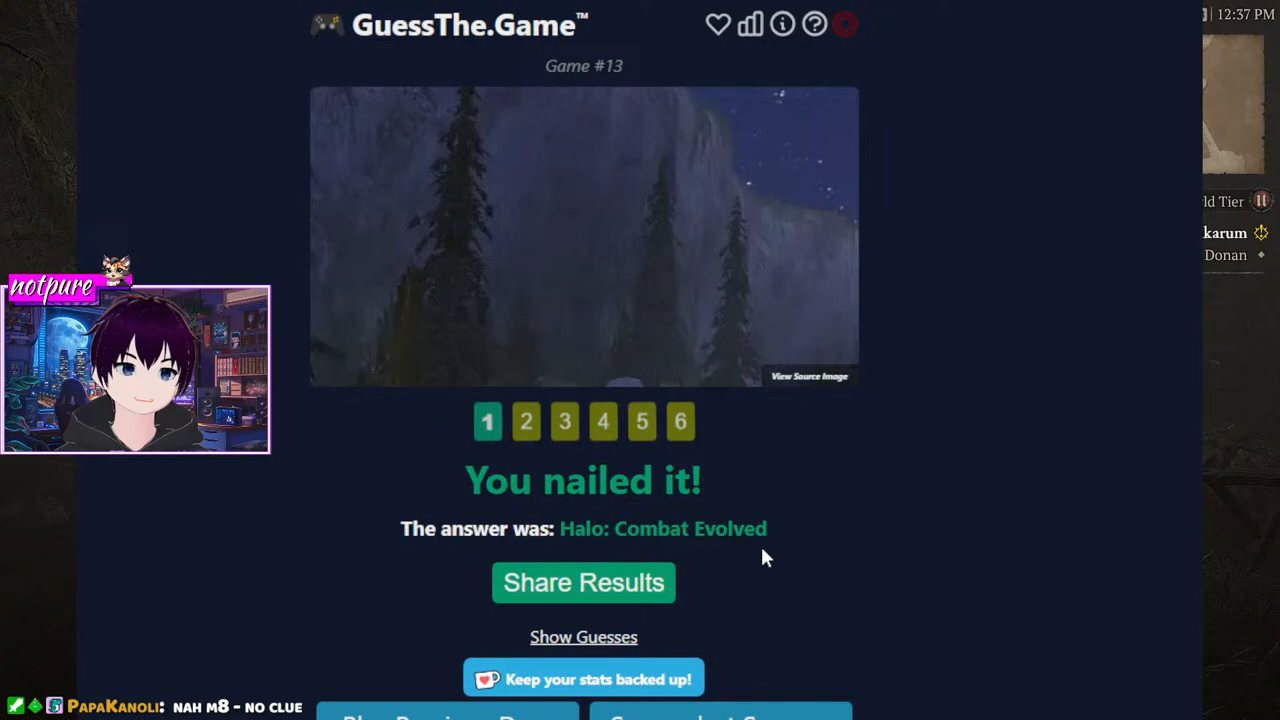 GuessThe.Game™
12:37 PM
Game #13
ld Tier
karum
Donan
notpure
View Source Image
1 2 3 4 5 6
You nailed it!
The answer was: Halo: Combat Evolved
Share Results
Show Guesses
Keep your stats backed up!
PAPAKANOLI: NAH M8 - NO CLUE